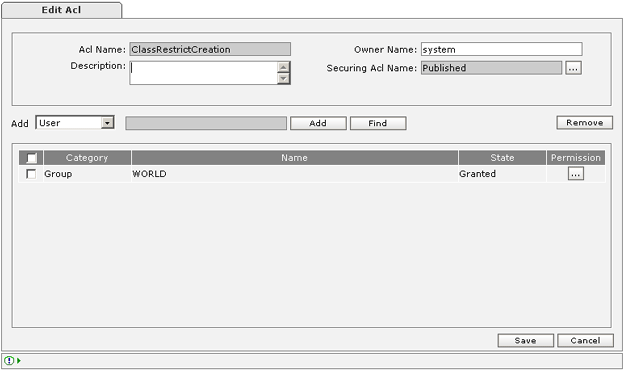 Edit Acl
Acl Name: ClassRestrictCreation Owner Name: system
Description: Securing Acl Name: Published ...
Add User Add Find Remove
Category Name State Permission
Group WORLD Granted ...
Save Cancel